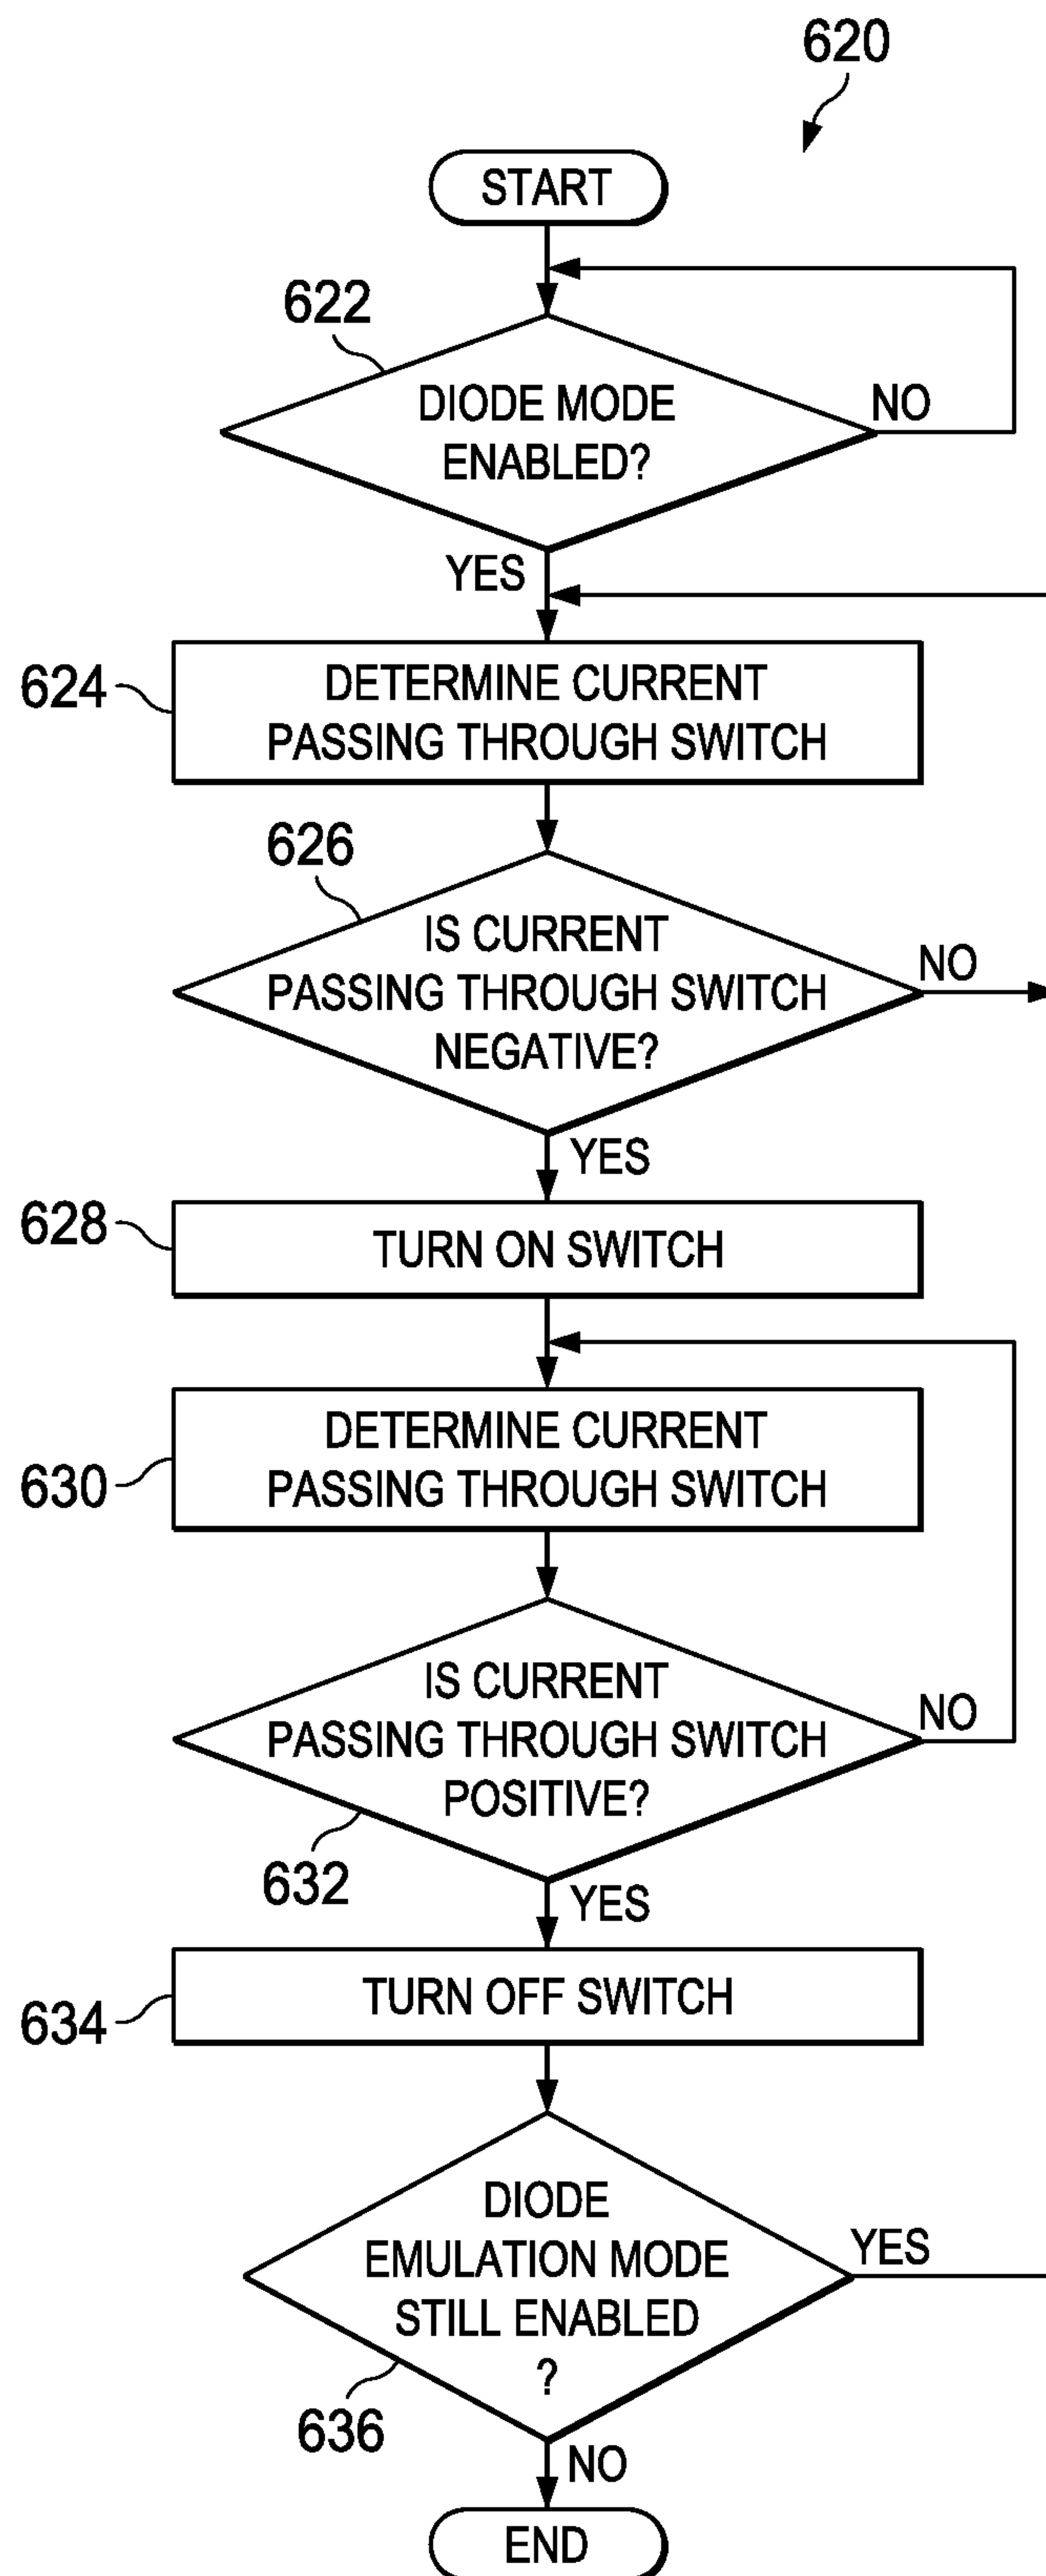 620
START
622
DIODE MODE
ENABLED?
NO
YES
624
DETERMINE CURRENT
PASSING THROUGH SWITCH
626
IS CURRENT
PASSING THROUGH SWITCH
NEGATIVE?
NO
YES
628
TURN ON SWITCH
630
DETERMINE CURRENT
PASSING THROUGH SWITCH
IS CURRENT
PASSING THROUGH SWITCH
POSITIVE?
NO
632
YES
634
TURN OFF SWITCH
DIODE
EMULATION MODE
STILL ENABLED
?
YES
636
NO
END